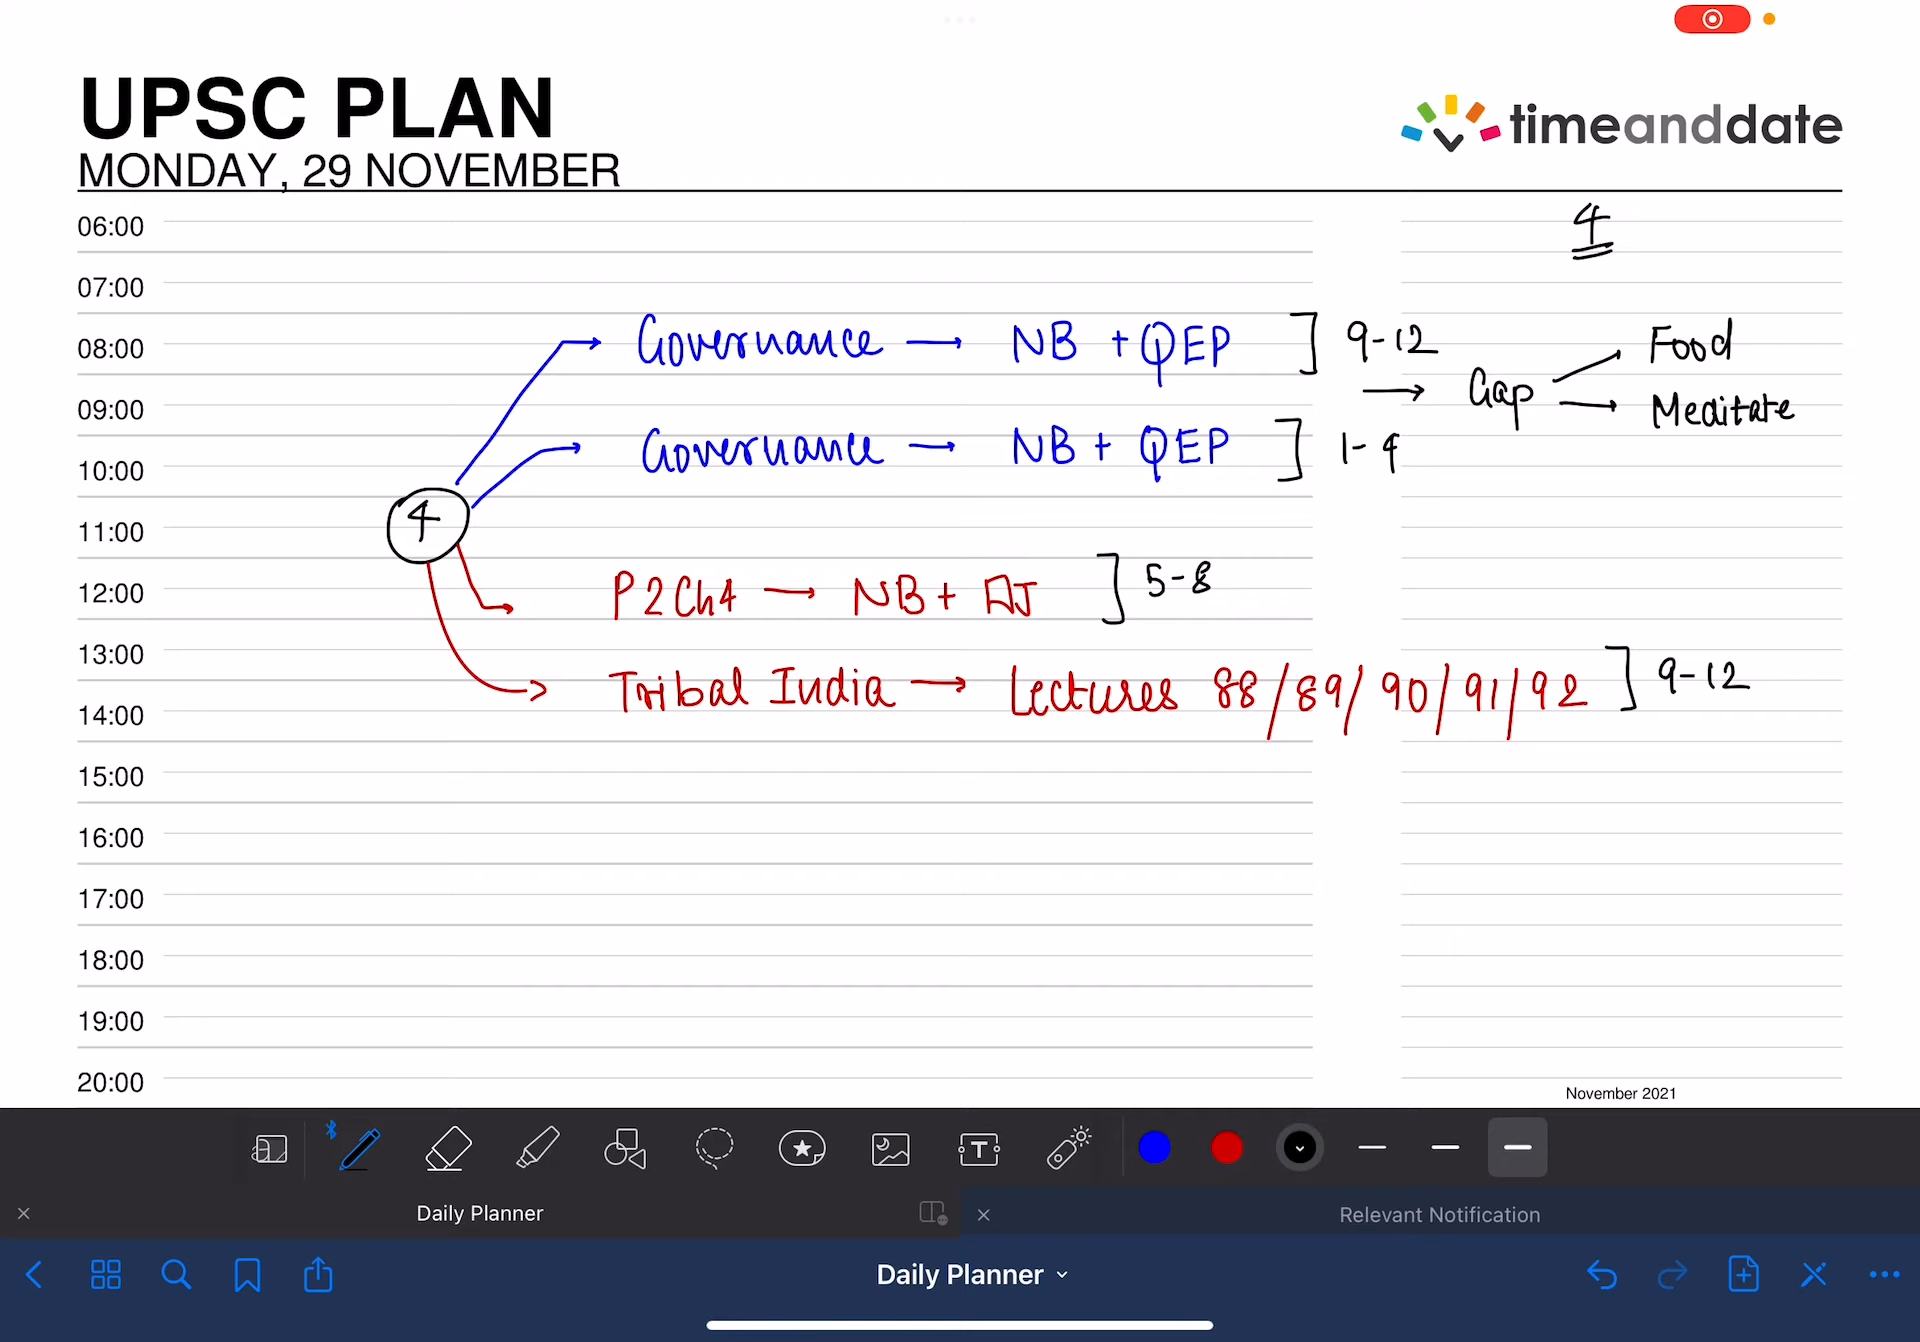 UPSC PLAN
timeanddate
MONDAY, 29 NOVEMBER
06:00
4
07:00
08:00
Governance → NB + QEP ] 9-12
→ Gap → Food
→ Meditate
09:00
Governance → NB + QEP ] 1-4
10:00
4
11:00
12:00
P2Ch4 → NB + AJ ] 5-8
13:00
Tribal India → Lectures 88/89/90/91/92 ] 9-12
14:00
15:00
16:00
17:00
18:00
19:00
20:00
November 2021
Daily Planner
Relevant Notification
Daily Planner